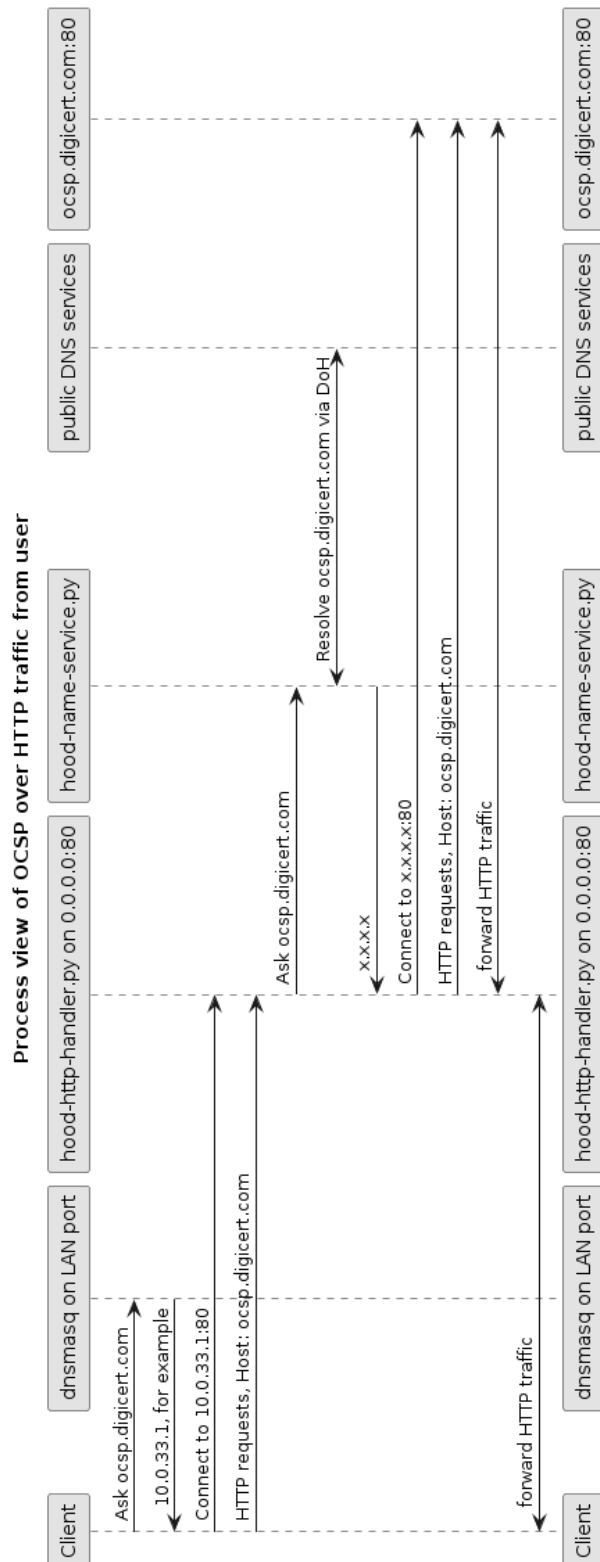 Process view of OCSP over HTTP traffic from user
Client
dnsmasq on LAN port
hood-http-handler.py on 0.0.0.0:80
hood-name-service.py
public DNS services
ocsp.digicert.com:80
Ask ocsp.digicert.com
10.0.33.1, for example
Connect to 10.0.33.1:80
HTTP requests, Host: ocsp.digicert.com
Ask ocsp.digicert.com
Resolve ocsp.digicert.com via DoH
x.x.x.x
Connect to x.x.x.x:80
HTTP requests, Host: ocsp.digicert.com
forward HTTP traffic
forward HTTP traffic
Client
dnsmasq on LAN port
hood-http-handler.py on 0.0.0.0:80
hood-name-service.py
public DNS services
ocsp.digicert.com:80